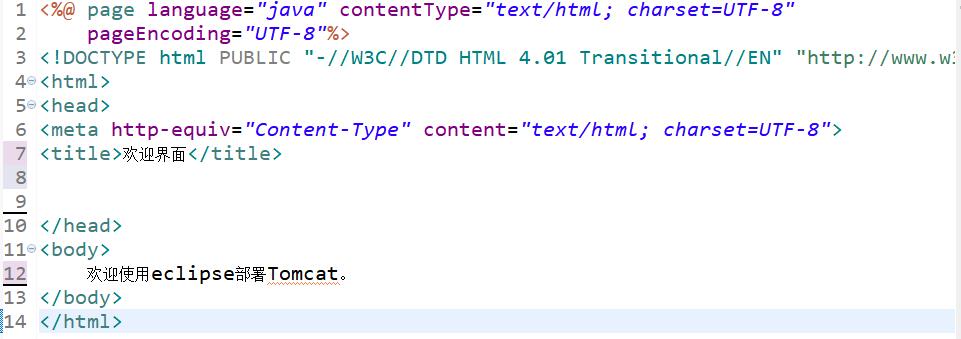 1 <%@ page language="java" contentType="text/html; charset=UTF-8"
2     pageEncoding="UTF-8"%>
3 <!DOCTYPE html PUBLIC "-//W3C//DTD HTML 4.01 Transitional//EN" "http://www.w3
4 <html>
5 <head>
6 <meta http-equiv="Content-Type" content="text/html; charset=UTF-8">
7 <title>欢迎界面</title>
8
9
10 </head>
11 <body>
12     欢迎使用eclipse部署Tomcat。
13 </body>
14 </html>